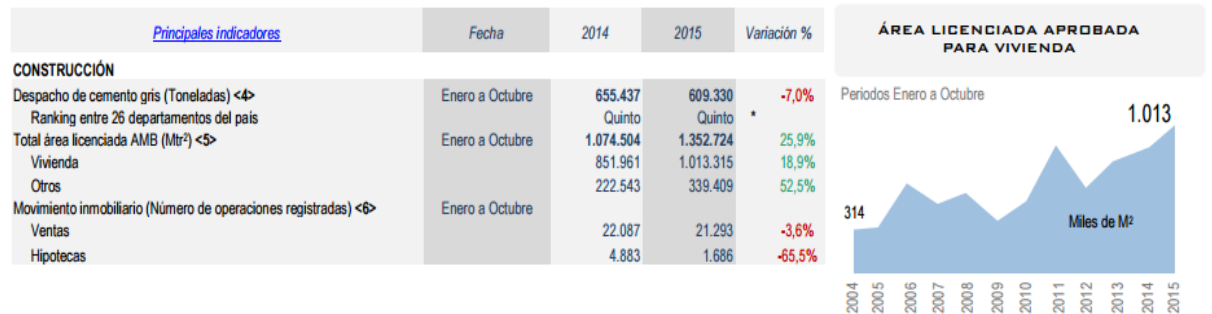 Principales indicadores Fecha 2014 2015 Variación %
CONSTRUCCIÓN
Despacho de cemento gris (Toneladas) <4> Enero a Octubre 655.437 609.330 -7,0%
Ranking entre 26 departamentos del país Quinto Quinto *
Total área licenciada AMB (Mtr²) <5> Enero a Octubre 1.074.504 1.352.724 25,9%
Vivienda 851.961 1.013.315 18,9%
Otros 222.543 339.409 52,5%
Movimiento inmobiliario (Número de operaciones registradas) <6> Enero a Octubre
Ventas 22.087 21.293 -3,6%
Hipotecas 4.883 1.686 -65,5%
ÁREA LICENCIADA APROBADA
PARA VIVIENDA
Periodos Enero a Octubre
1.013
314
Miles de M²
2004 2005 2006 2007 2008 2009 2010 2011 2012 2013 2014 2015